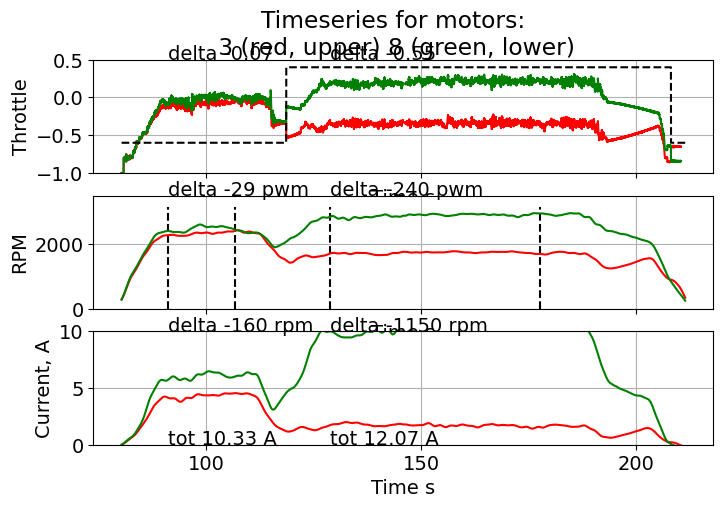 Timeseries for motors:
3 (red, upper) 8 (green, lower)
delta -0.07 delta -0.55
0.5
0.0
−0.5
−1.0
Throttle
delta -29 pwm delta -240 pwm
2000
0
RPM
delta -160 rpm delta -1150 rpm
10
5
0
Current, A
tot 10.33 A tot 12.07 A
100 150 200
Time s